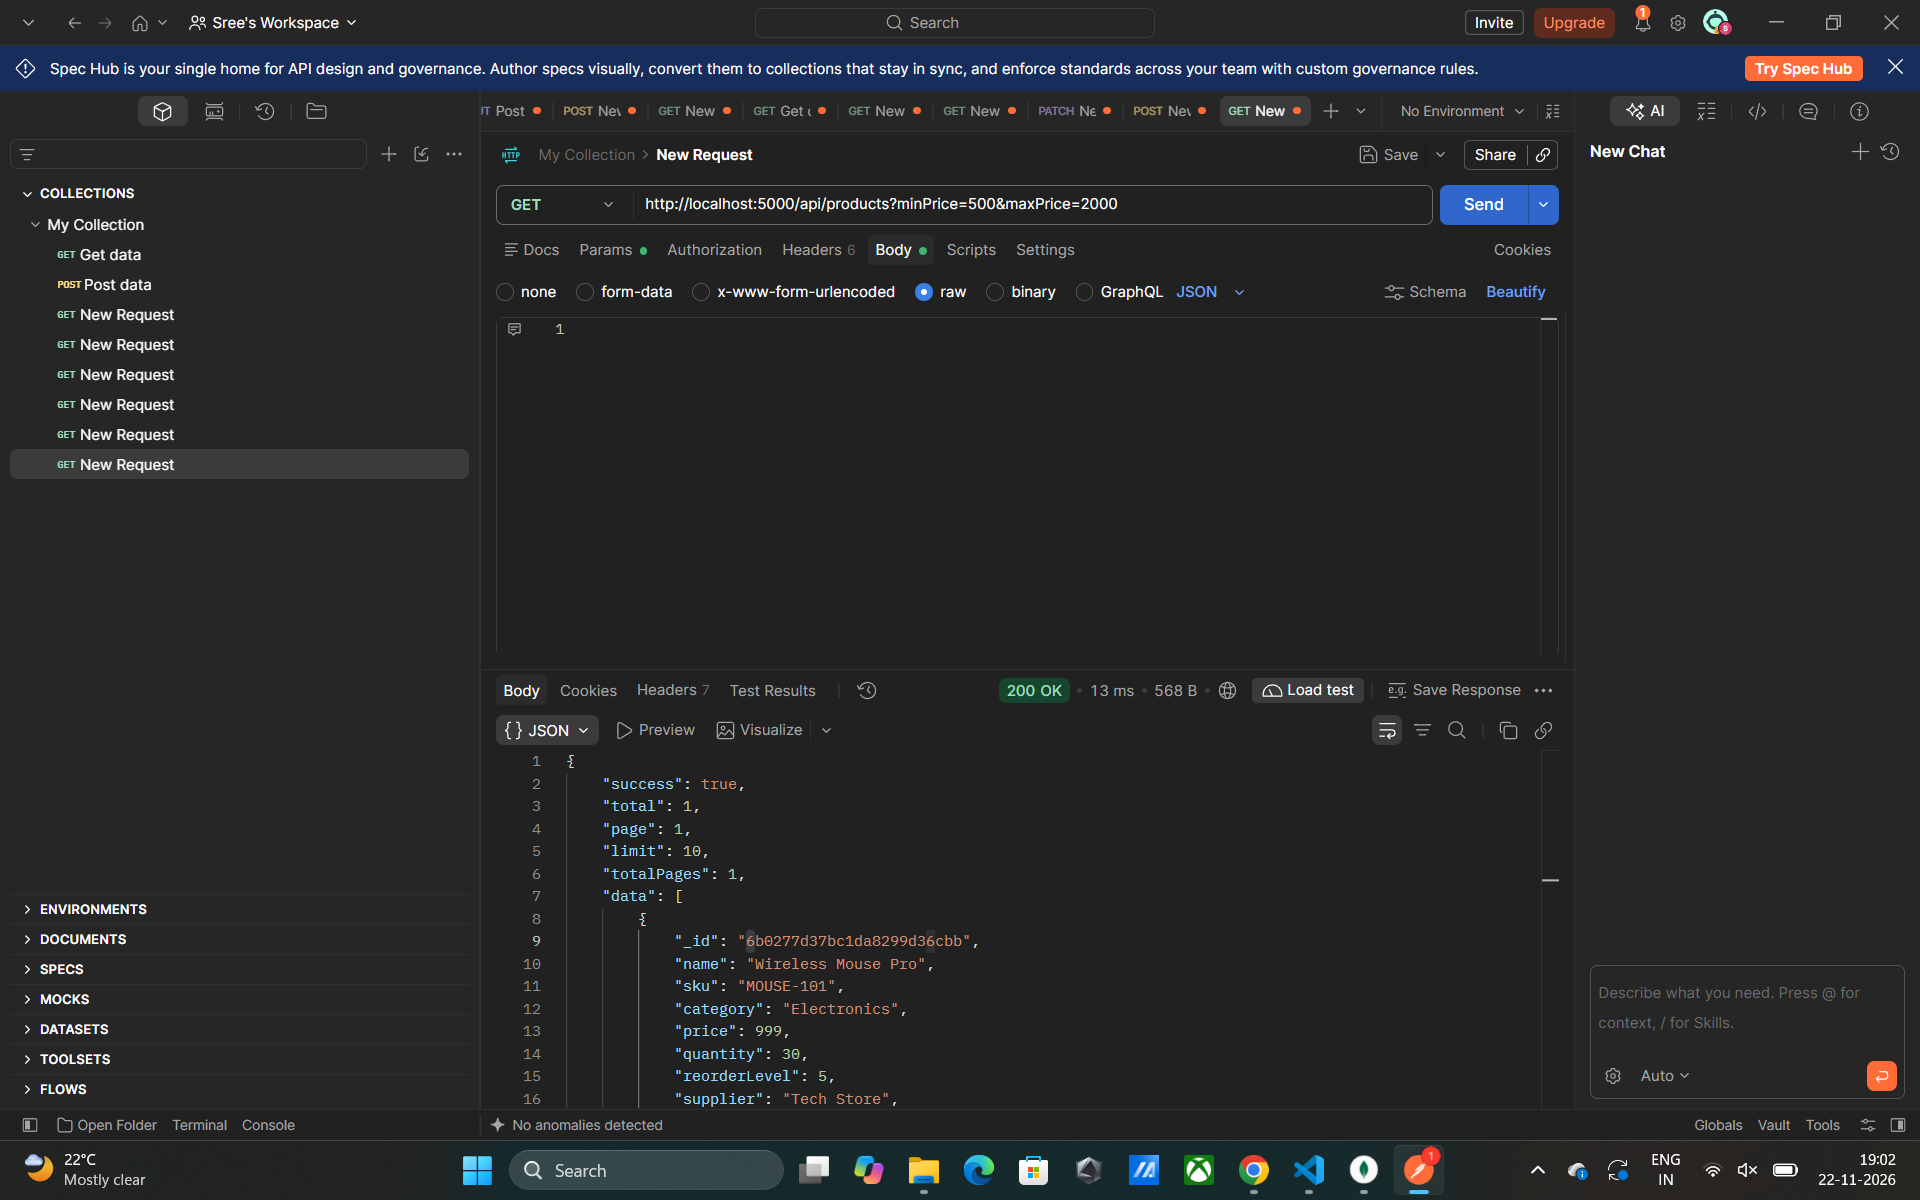 Sree's Workspace
Search
Invite
Upgrade
1
Spec Hub is your single home for API design and governance. Author specs visually, convert them to collections that stay in sync, and enforce standards across your team with custom governance rules.
Try Spec Hub
Post
POST Nev
GET New
GET Get c
GET New
GET New
PATCH Ne
POST Nev
GET New
No Environment
AI
My Collection > New Request
Save
Share
New Chat
COLLECTIONS
My Collection
GET Get data
POST Post data
GET New Request
GET New Request
GET New Request
GET New Request
GET New Request
GET New Request
HTTP
GET
http://localhost:5000/api/products?minPrice=500&maxPrice=2000
Send
Docs
Params
Authorization
Headers 6
Body
Scripts
Settings
Cookies
none
form-data
x-www-form-urlencoded
raw
binary
GraphQL
JSON
Schema
Beautify
1
Body
Cookies
Headers 7
Test Results
200 OK
13 ms
568 B
Load test
e.g. Save Response
{} JSON
Preview
Visualize
1 {
2 "success": true,
3 "total": 1,
4 "page": 1,
5 "limit": 10,
6 "totalPages": 1,
7 "data": [
8 {
9 "_id": "6b0277d37bc1da8299d36cbb",
10 "name": "Wireless Mouse Pro",
11 "sku": "MOUSE-101",
12 "category": "Electronics",
13 "price": 999,
14 "quantity": 30,
15 "reorderLevel": 5,
16 "supplier": "Tech Store",
ENVIRONMENTS
DOCUMENTS
SPECS
MOCKS
DATASETS
TOOLSETS
FLOWS
Describe what you need. Press @ for
context, / for Skills.
Auto
Open Folder
Terminal
Console
No anomalies detected
Globals
Vault
Tools
22°C
Mostly clear
Search
1
ENG
IN
19:02
22-11-2026